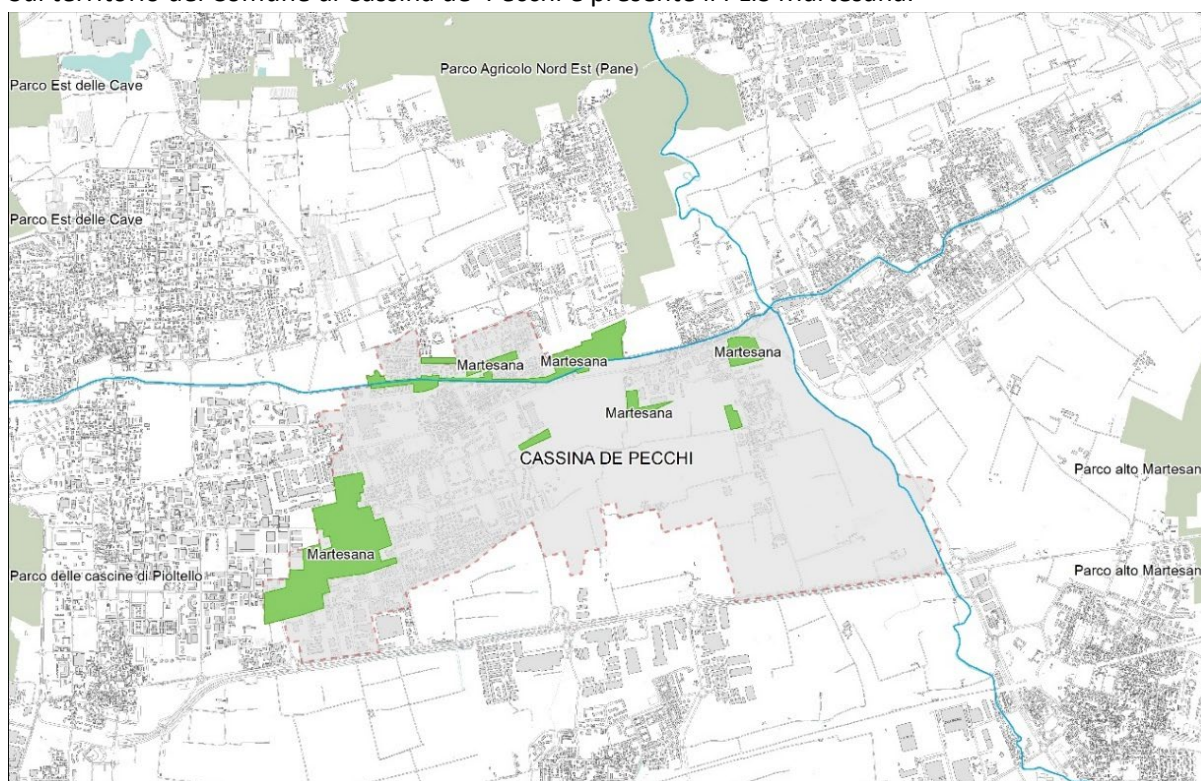 Sul territorio del comune di Cassina de' Pecchi è presente il PLIS Martesana.
Parco Agricolo Nord Est (Pane)
Parco Est delle Cave
Parco Est delle Cave
Martesana
Martesana
Martesana
Martesana
CASSINA DE PECCHI
Parco alto Martesan
Martesana
Parco delle cascine di Pioltello
Parco alto Martesan